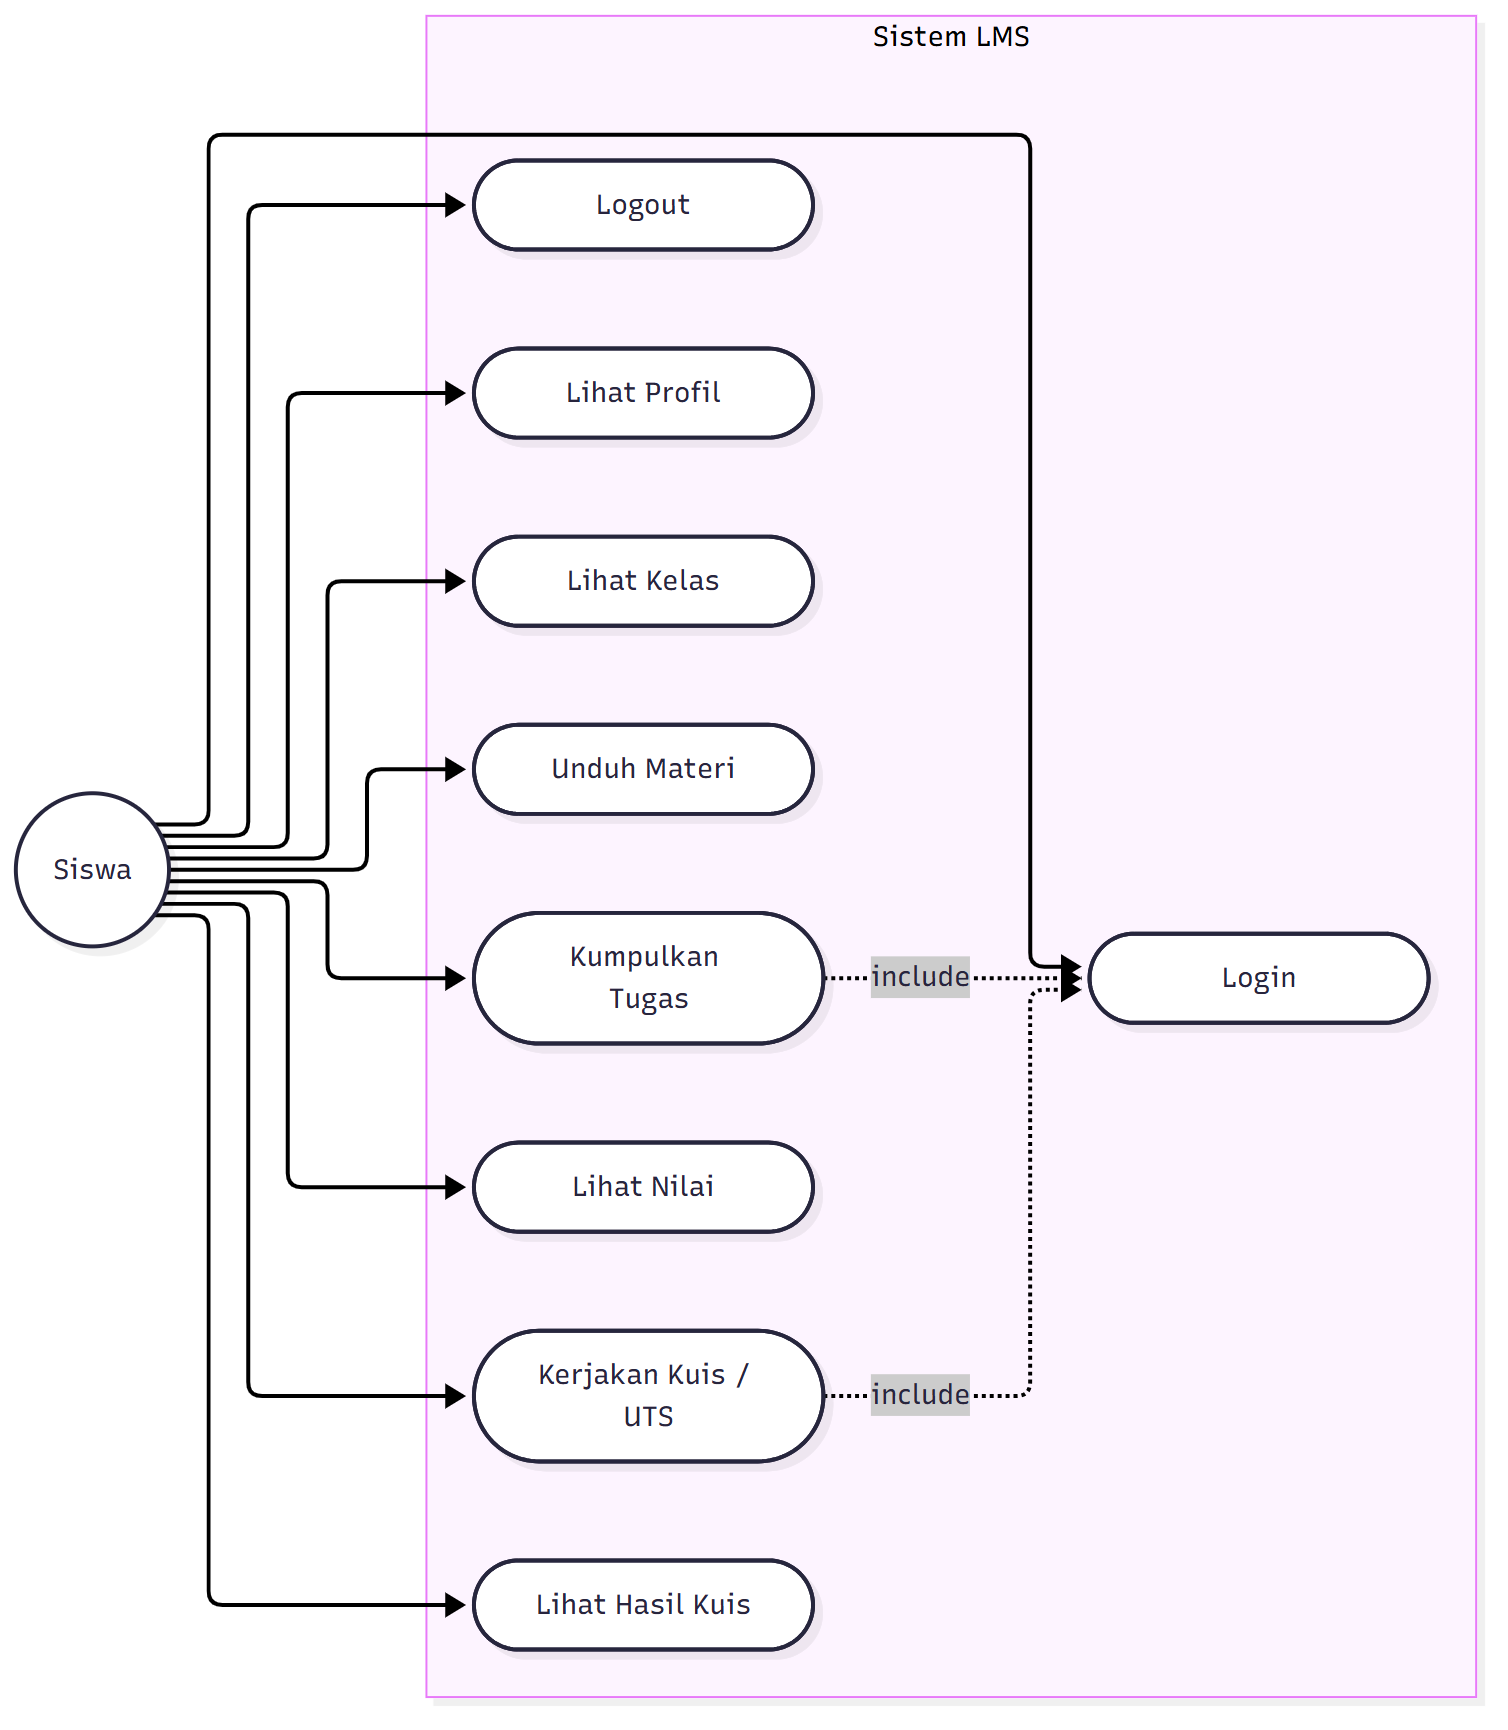 Sistem LMS
Logout
Lihat Profil
Lihat Kelas
Unduh Materi
Siswa
Kumpulkan
Tugas
include
Login
Lihat Nilai
Kerjakan Kuis /
UTS
include
Lihat Hasil Kuis